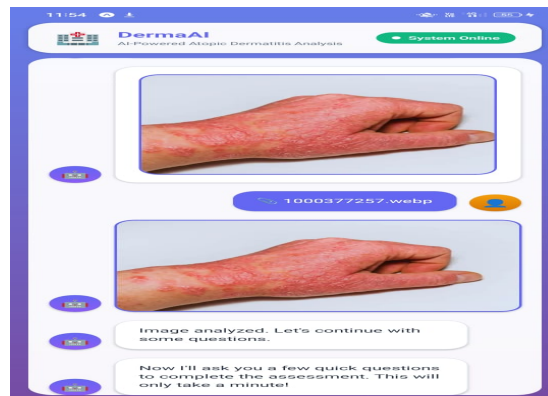 11:54
DermaAI
AI-Powered Atopic Dermatitis Analysis
System Online
1000377257.webp
Image analyzed. Let's continue with
some questions.
Now I'll ask you a few quick questions
to complete the assessment. This will
only take a minute!